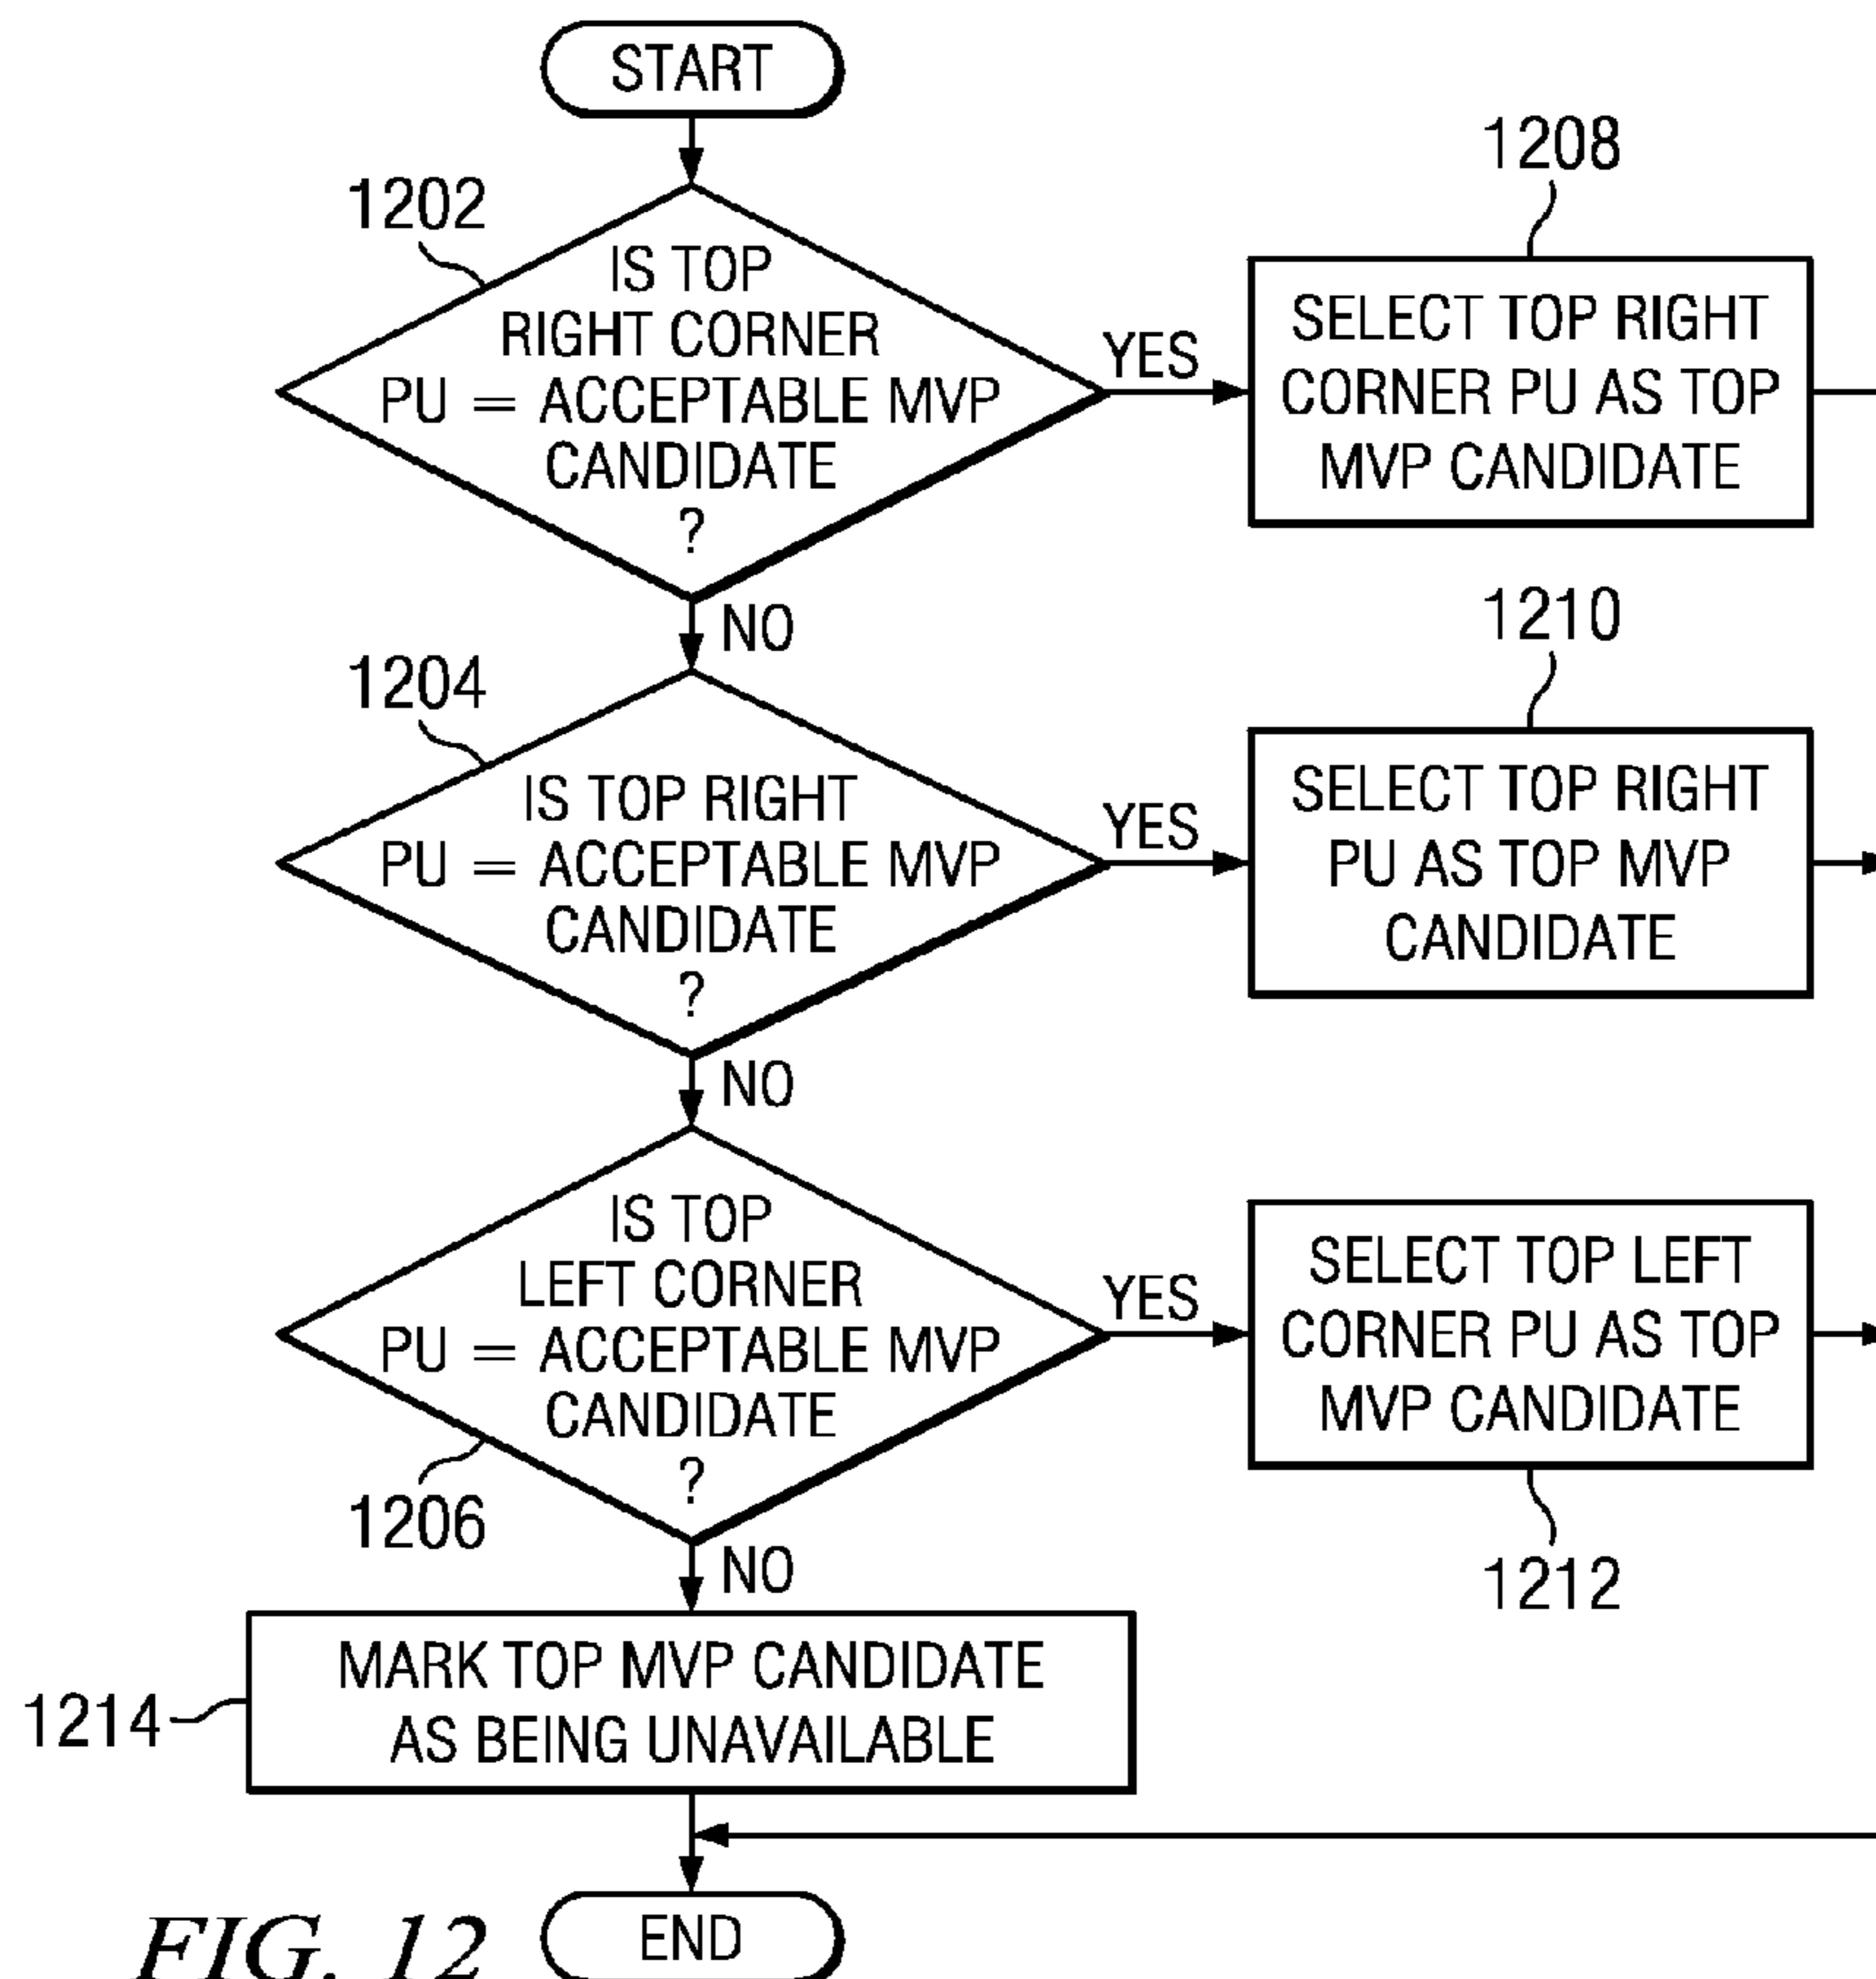 START
1202
IS TOP
RIGHT CORNER
PU = ACCEPTABLE MVP
CANDIDATE
?
YES
1208
SELECT TOP RIGHT
CORNER PU AS TOP
MVP CANDIDATE
NO
1204
IS TOP RIGHT
PU = ACCEPTABLE MVP
CANDIDATE
?
YES
1210
SELECT TOP RIGHT
PU AS TOP MVP
CANDIDATE
NO
IS TOP
LEFT CORNER
PU = ACCEPTABLE MVP
CANDIDATE
?
1206
YES
SELECT TOP LEFT
CORNER PU AS TOP
MVP CANDIDATE
1212
NO
MARK TOP MVP CANDIDATE
AS BEING UNAVAILABLE
1214
END
FIG. 12